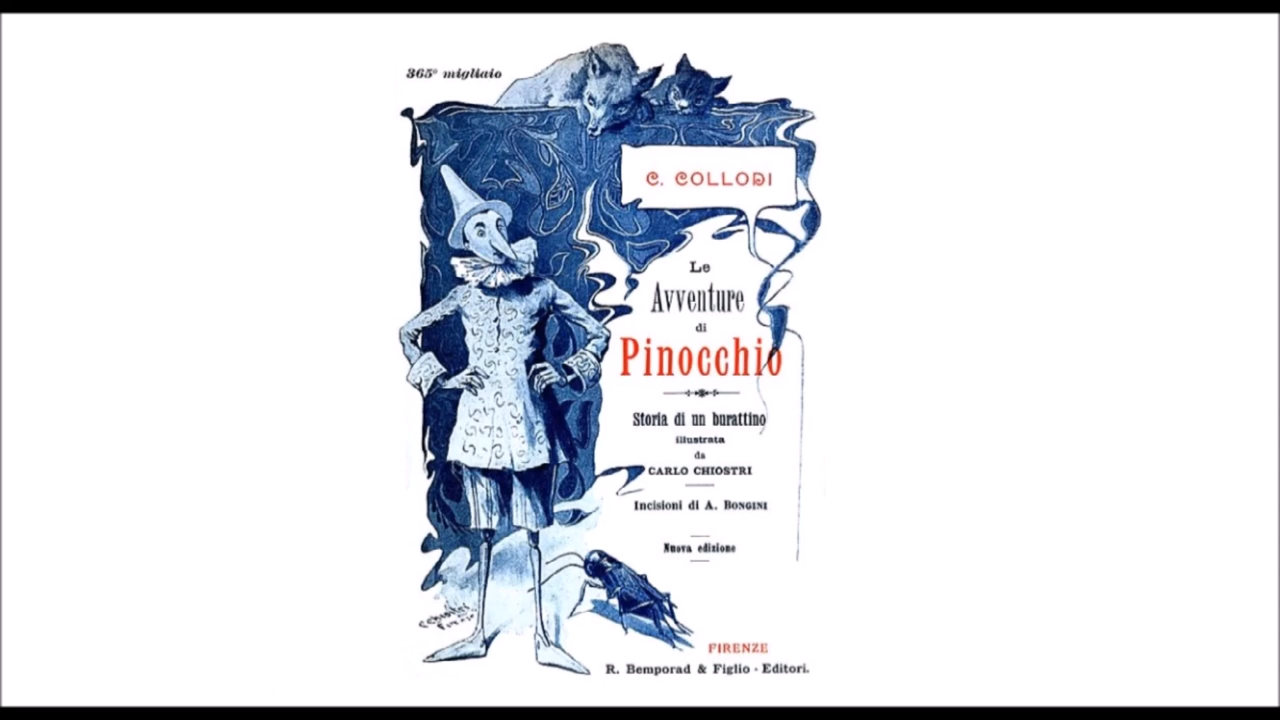 365º migliaio
C. COLLODI
Le
Avventure
di
Pinocchio
Storia di un burattino
illustrata
da
CARLO CHIOSTRI
Incisioni di A. BONGINI
Nuova edizione
FIRENZE
R. Bemporad & Figlio - Editori.